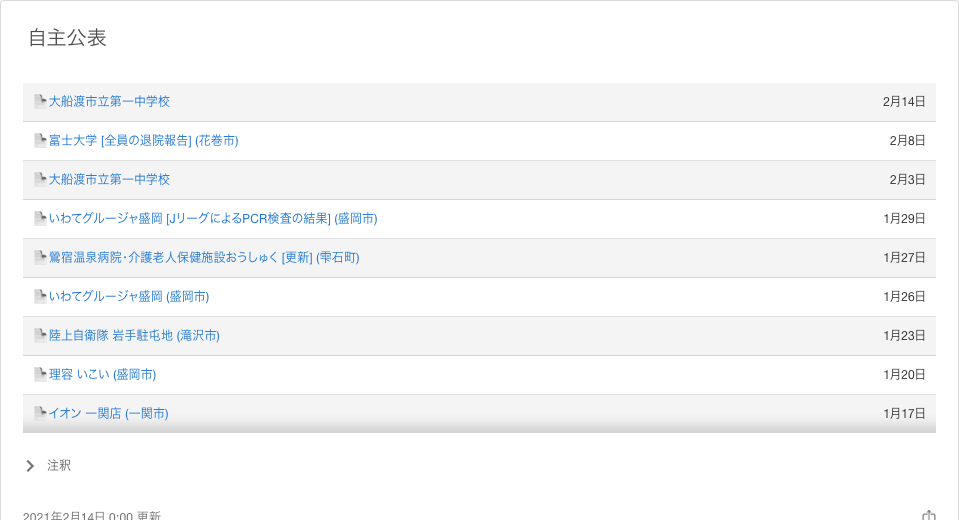 自主公表
大船渡市立第一中学校 2月14日
富士大学 [全員の退院報告] (花巻市) 2月8日
大船渡市立第一中学校 2月3日
いわてグルージャ盛岡 [JリーグによるPCR検査の結果] (盛岡市) 1月29日
鶯宿温泉病院・介護老人保健施設おうしゅく [更新] (雫石町) 1月27日
いわてグルージャ盛岡 (盛岡市) 1月26日
陸上自衛隊 岩手駐屯地 (滝沢市) 1月23日
理容 いこい (盛岡市) 1月20日
イオン 一関店 (一関市) 1月17日
注釈
2021年2月14日 0:00 更新